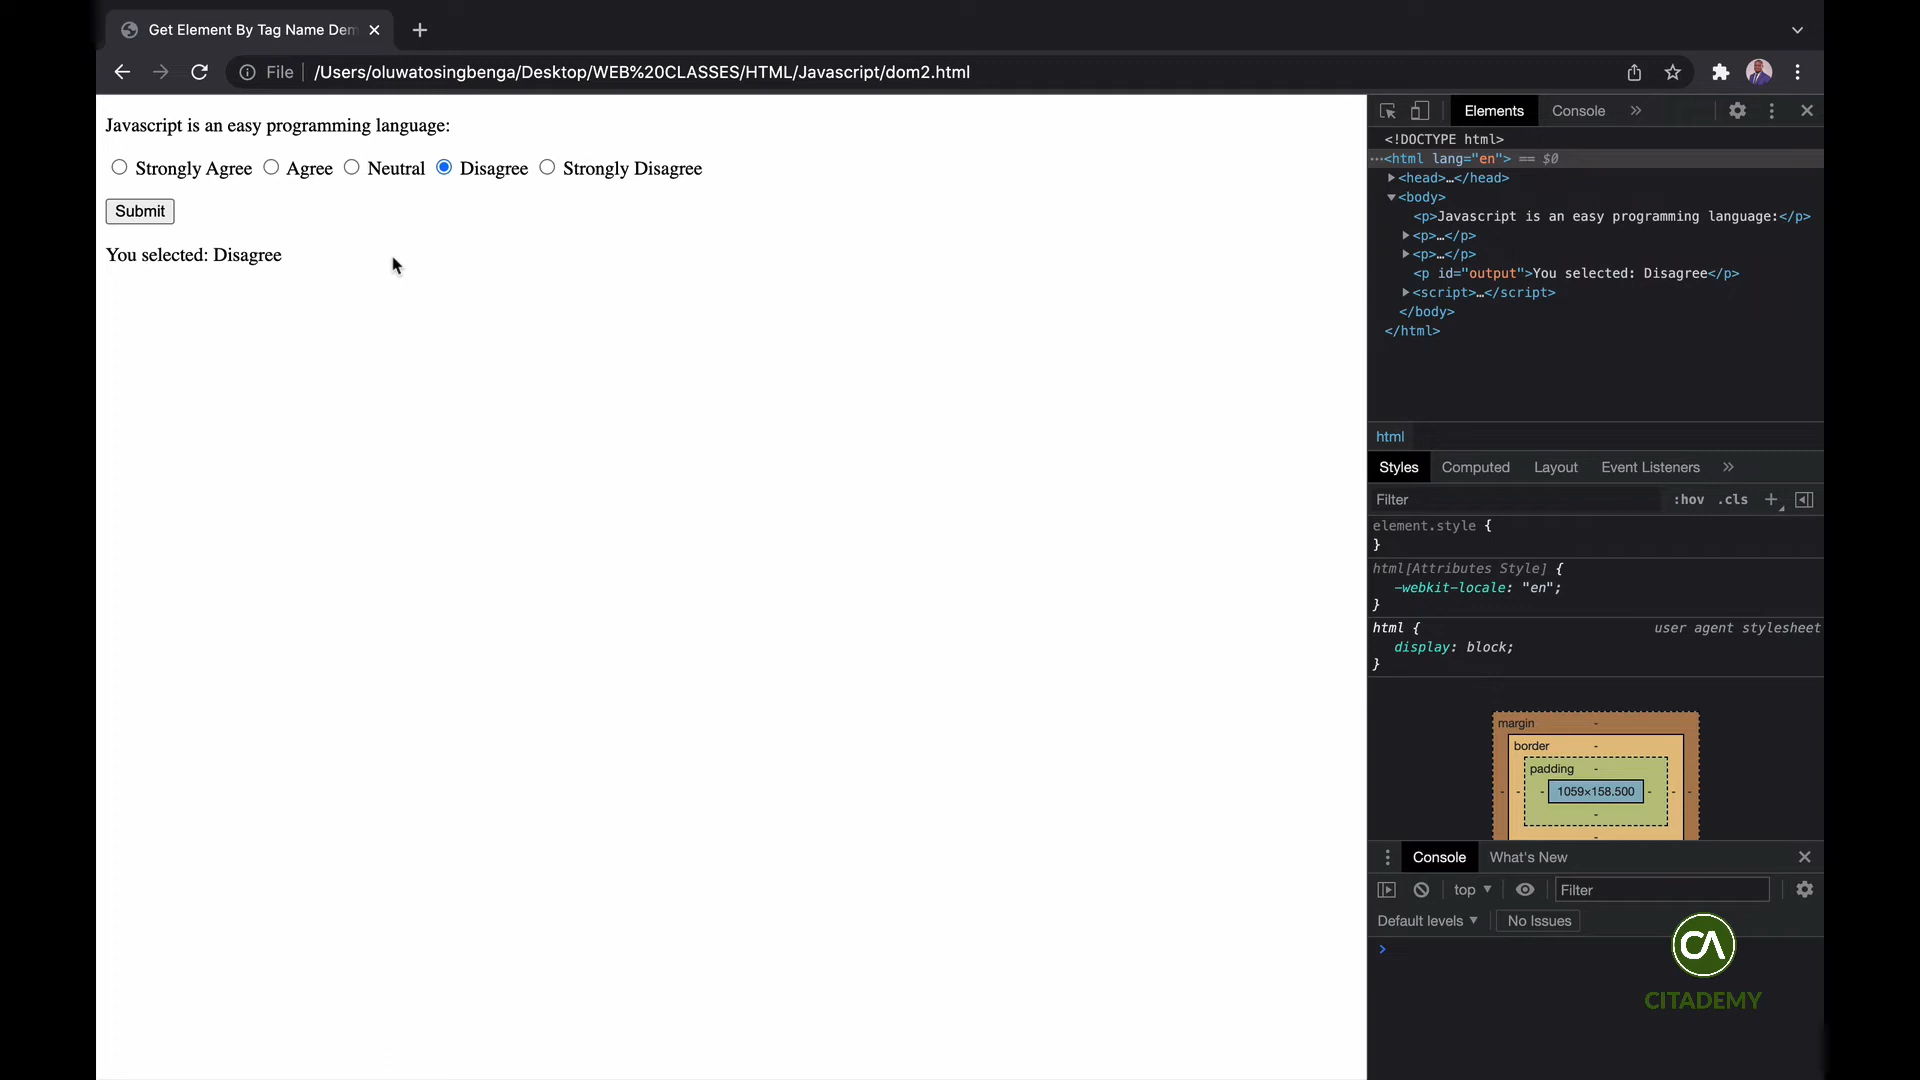 Get Element By Tag Name Dem
File
/Users/oluwatosingbenga/Desktop/WEB%20CLASSES/HTML/Javascript/dom2.html
Javascript is an easy programming language:
Strongly Agree Agree Neutral Disagree Strongly Disagree
Submit
You selected: Disagree
Elements Console »
<!DOCTYPE html>
…<html lang="en"> == $0
<head>…</head>
<body>
<p>Javascript is an easy programming language:</p>
<p>…</p>
<p>…</p>
<p id="output">You selected: Disagree</p>
<script>…</script>
</body>
</html>
html
Styles Computed Layout Event Listeners »
Filter :hov .cls +
element.style {
}
html[Attributes Style] {
-webkit-locale: "en";
}
html { user agent stylesheet
display: block;
}
margin -
border -
padding -
- - - 1059×158.500 - - -
-
-
Console What's New
top Filter
Default levels No Issues
>
CA
CITADEMY